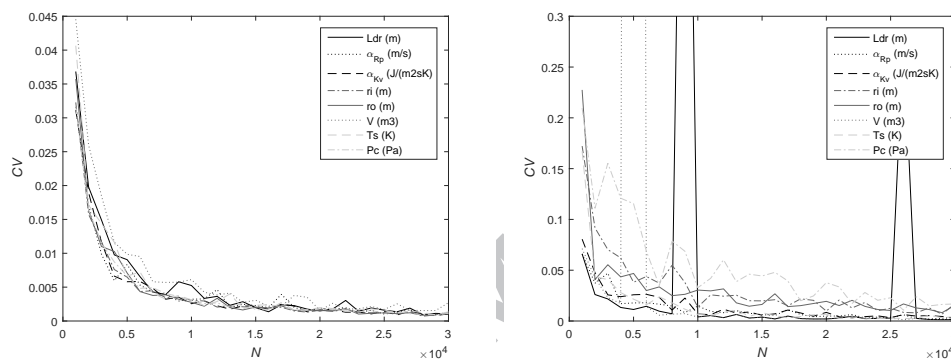 0.045
0.04
0.035
0.03
0.025
0.02
0.015
0.01
0.005
0
CV
0 0.5 1 1.5 2 2.5 3
N
×10⁴
Ldr (m)
α_Rp (m/s)
α_Kv (J/(m2sK)
ri (m)
ro (m)
V (m3)
Ts (K)
Pc (Pa)
0.3
0.25
0.2
0.15
0.1
0.05
0
CV
0 0.5 1 1.5 2 2.5
N
×10⁴
Ldr (m)
α_Rp (m/s)
α_Kv (J/(m2sK)
ri (m)
ro (m)
V (m3)
Ts (K)
Pc (Pa)